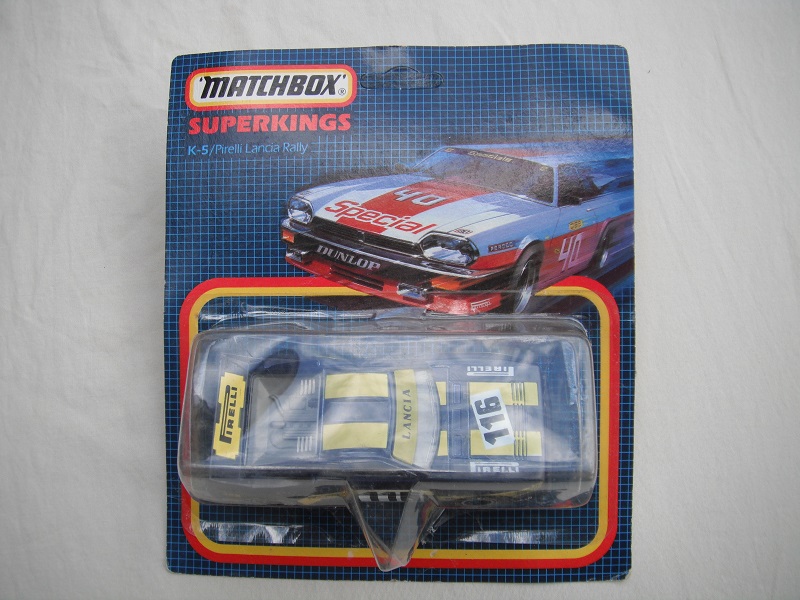 MATCHBOX®
SUPERKINGS
K-5/Pirelli Lancia Rally
40
Special
DUNLOP
40
PIRELLI
LANCIA
116
PIRELLI
PIRELLI